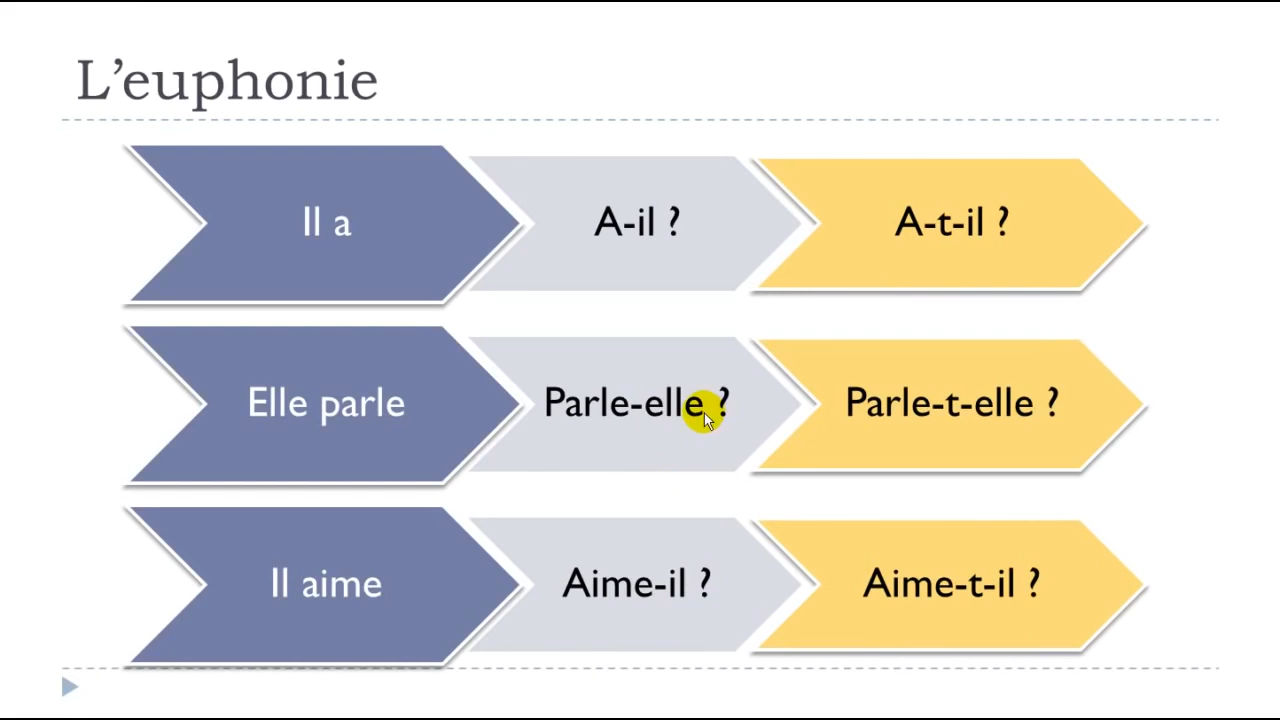 L’euphonie
Il a
A-il ?
A-t-il ?
Elle parle
Parle-elle ?
Parle-t-elle ?
Il aime
Aime-il ?
Aime-t-il ?